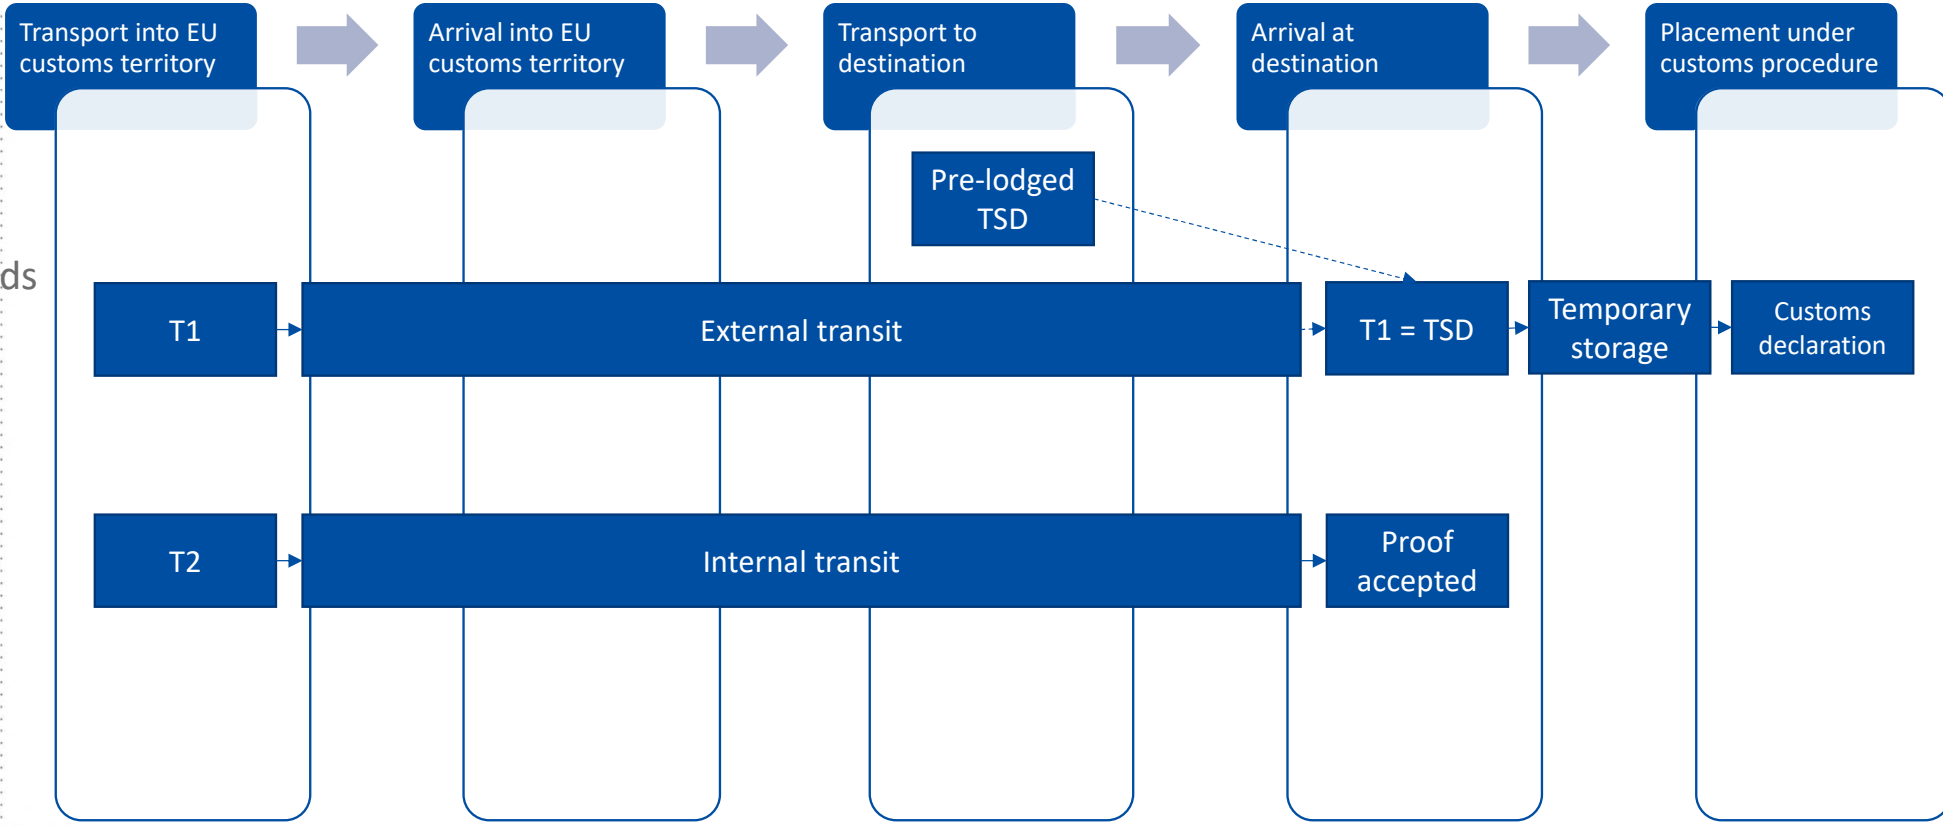 Transport into EU
customs territory
Arrival into EU
customs territory
Transport to
destination
Arrival at
destination
Placement under
customs procedure
Pre-lodged
TSD
ds
T1
External transit
T1 = TSD
Temporary
storage
Customs
declaration
T2
Internal transit
Proof
accepted